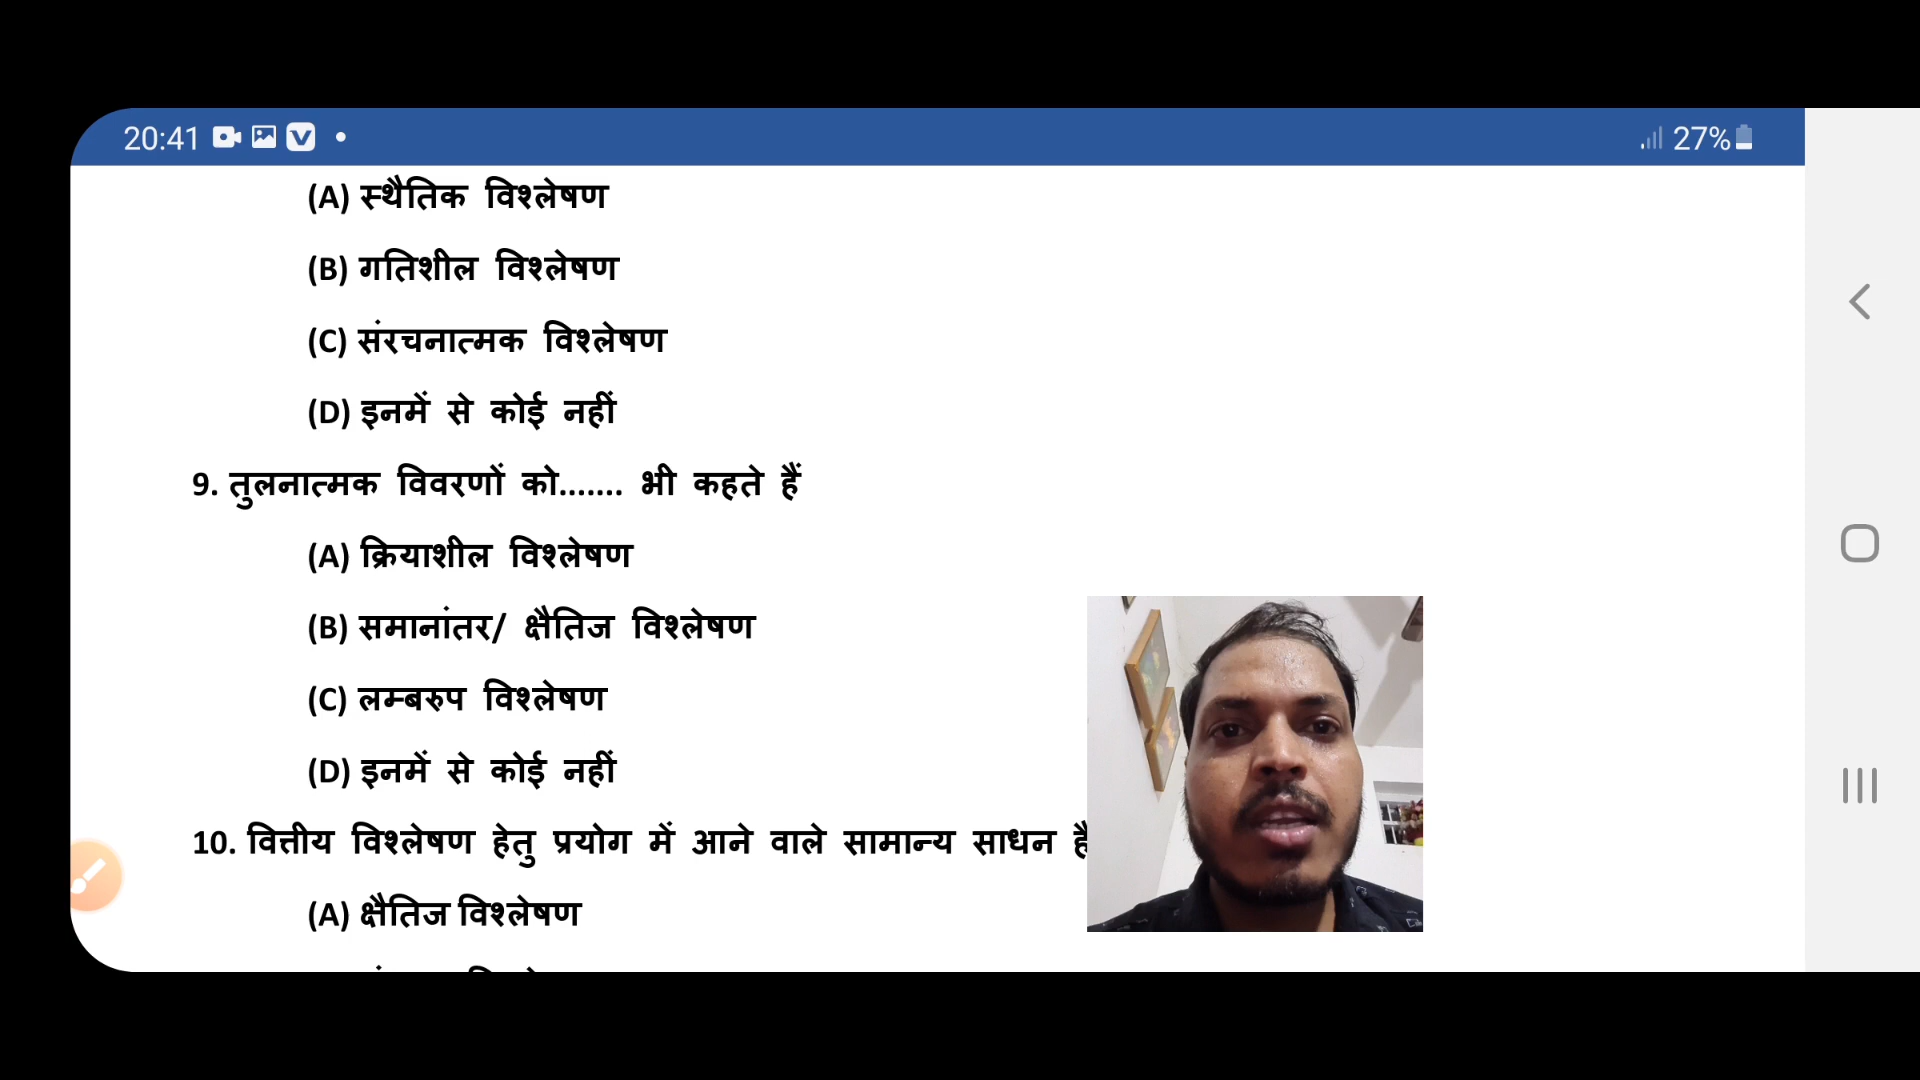 20:41
27%
(A) स्थैतिक विश्लेषण
(B) गतिशील विश्लेषण
(C) संरचनात्मक विश्लेषण
(D) इनमें से कोई नहीं
9. तुलनात्मक विवरणों को....... भी कहते हैं
(A) क्रियाशील विश्लेषण
(B) समानांतर/ क्षैतिज विश्लेषण
(C) लम्बरुप विश्लेषण
(D) इनमें से कोई नहीं
10. वित्तीय विश्लेषण हेतु प्रयोग में आने वाले सामान्य साधन है
(A) क्षैतिज विश्लेषण